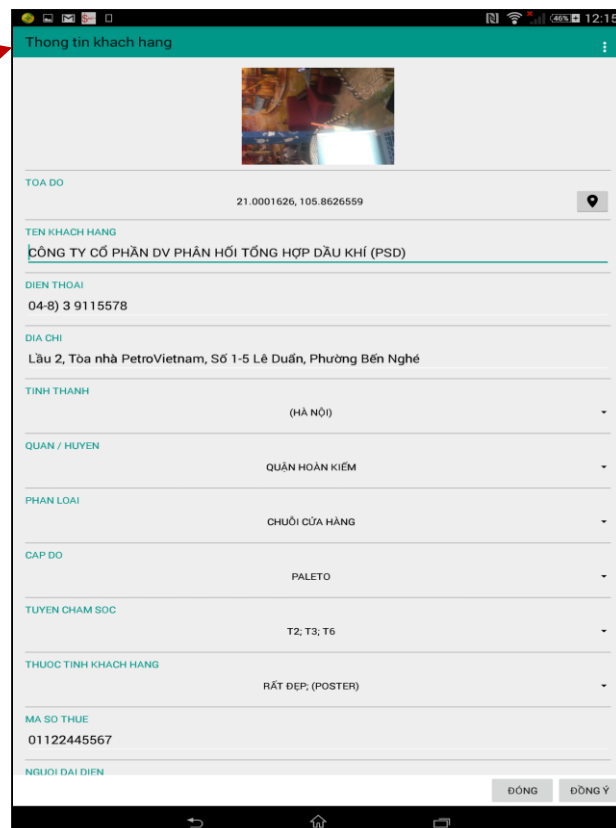 46% 12:15
Thong tin khach hang
TOA DO
21.0001626, 105.8626559
TEN KHACH HANG
CÔNG TY CỔ PHẦN DV PHÂN HỐI TỔNG HỢP DẦU KHÍ (PSD)
DIEN THOAI
04-8) 3 9115578
DIA CHI
Lầu 2, Tòa nhà PetroVietnam, Số 1-5 Lê Duẩn, Phường Bến Nghé
TINH THANH
(HÀ NỘI)
QUAN / HUYEN
QUẬN HOÀN KIẾM
PHAN LOAI
CHUỖI CỬA HÀNG
CAP DO
PALETO
TUYEN CHAM SOC
T2; T3; T6
THUOC TINH KHACH HANG
RẤT ĐẸP; (POSTER)
MA SO THUE
01122445567
NGUOI DAI DIEN
ĐÓNG ĐỒNG Ý